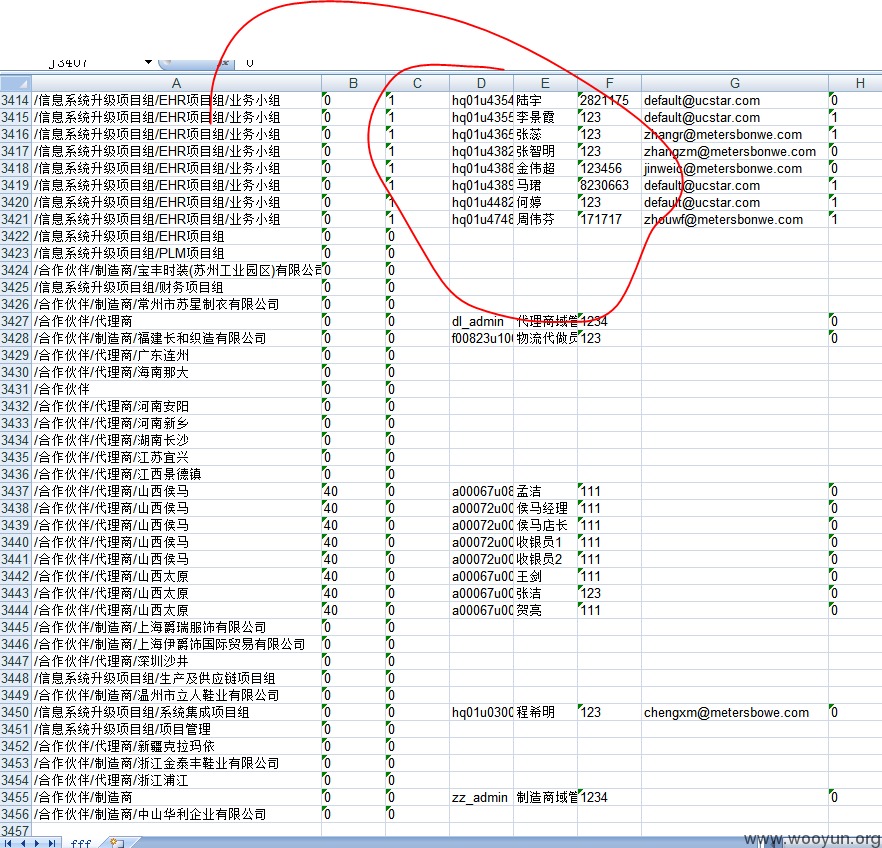 J3407 0
A B C D E F G H
3414 /信息系统升级项目组/EHR项目组/业务小组 0 1 hq01u4354 陆宇 2821175 default@ucstar.com 0
3415 /信息系统升级项目组/EHR项目组/业务小组 0 1 hq01u4355 李景霞 123 default@ucstar.com 1
3416 /信息系统升级项目组/EHR项目组/业务小组 0 1 hq01u4365 张蕊 123 zhangr@metersbonwe.com 1
3417 /信息系统升级项目组/EHR项目组/业务小组 0 1 hq01u4382 张智明 123 zhangzm@metersbonwe.com 0
3418 /信息系统升级项目组/EHR项目组/业务小组 0 1 hq01u4388 金伟超 123456 jinweic@metersbonwe.com 0
3419 /信息系统升级项目组/EHR项目组/业务小组 0 1 hq01u4389 马珺 8230663 default@ucstar.com 1
3420 /信息系统升级项目组/EHR项目组/业务小组 0 1 hq01u4482 何婷 123 default@ucstar.com 1
3421 /信息系统升级项目组/EHR项目组/业务小组 0 1 hq01u4748 周伟芬 171717 zhouwf@metersbonwe.com 1
3422 /信息系统升级项目组/EHR项目组 0 0
3423 /信息系统升级项目组/PLM项目组 0 0
3424 /合作伙伴/制造商/宝丰时装(苏州工业园区)有限公司 0 0
3425 /信息系统升级项目组/财务项目组 0 0
3426 /合作伙伴/制造商/常州市苏星制衣有限公司 0 0
3427 /合作伙伴/代理商 0 0 dl_admin 代理商域管 1234 0
3428 /合作伙伴/制造商/福建长和织造有限公司 0 0 f00823u100 物流代做员 123 0
3429 /合作伙伴/代理商/广东连州 0 0
3430 /合作伙伴/代理商/海南那大 0 0
3431 /合作伙伴 0 0
3432 /合作伙伴/代理商/河南安阳 0 0
3433 /合作伙伴/代理商/河南新乡 0 0
3434 /合作伙伴/代理商/湖南长沙 0 0
3435 /合作伙伴/代理商/江苏宜兴 0 0
3436 /合作伙伴/代理商/江西景德镇 0 0
3437 /合作伙伴/代理商/山西侯马 40 0 a00067u08 孟洁 111 0
3438 /合作伙伴/代理商/山西侯马 40 0 a00072u00 侯马经理 111 0
3439 /合作伙伴/代理商/山西侯马 40 0 a00072u00 侯马店长 111 0
3440 /合作伙伴/代理商/山西侯马 40 0 a00072u00 收银员1 111 0
3441 /合作伙伴/代理商/山西侯马 40 0 a00072u00 收银员2 111 0
3442 /合作伙伴/代理商/山西太原 40 0 a00067u00 王剑 111 0
3443 /合作伙伴/代理商/山西太原 40 0 a00067u00 张洁 123 0
3444 /合作伙伴/代理商/山西太原 40 0 a00067u00 贺亮 111 0
3445 /合作伙伴/制造商/上海爵瑞服饰有限公司 0 0
3446 /合作伙伴/制造商/上海伊爵饰国际贸易有限公司 0 0
3447 /合作伙伴/代理商/深圳沙井 0 0
3448 /信息系统升级项目组/生产及供应链项目组 0 0
3449 /合作伙伴/制造商/温州市立人鞋业有限公司 0 0
3450 /信息系统升级项目组/系统集成项目组 0 0 hq01u0300 程希明 123 chengxm@metersbowe.com 0
3451 /信息系统升级项目组/项目管理 0 0
3452 /合作伙伴/代理商/新疆克拉玛依 0 0
3453 /合作伙伴/制造商/浙江金泰丰鞋业有限公司 0 0
3454 /合作伙伴/代理商/浙江浦江 0 0
3455 /合作伙伴/制造商 0 0 zz_admin 制造商域管 1234 0
3456 /合作伙伴/制造商/中山华利企业有限公司 0 0
3457
fff
www.wooyun.org